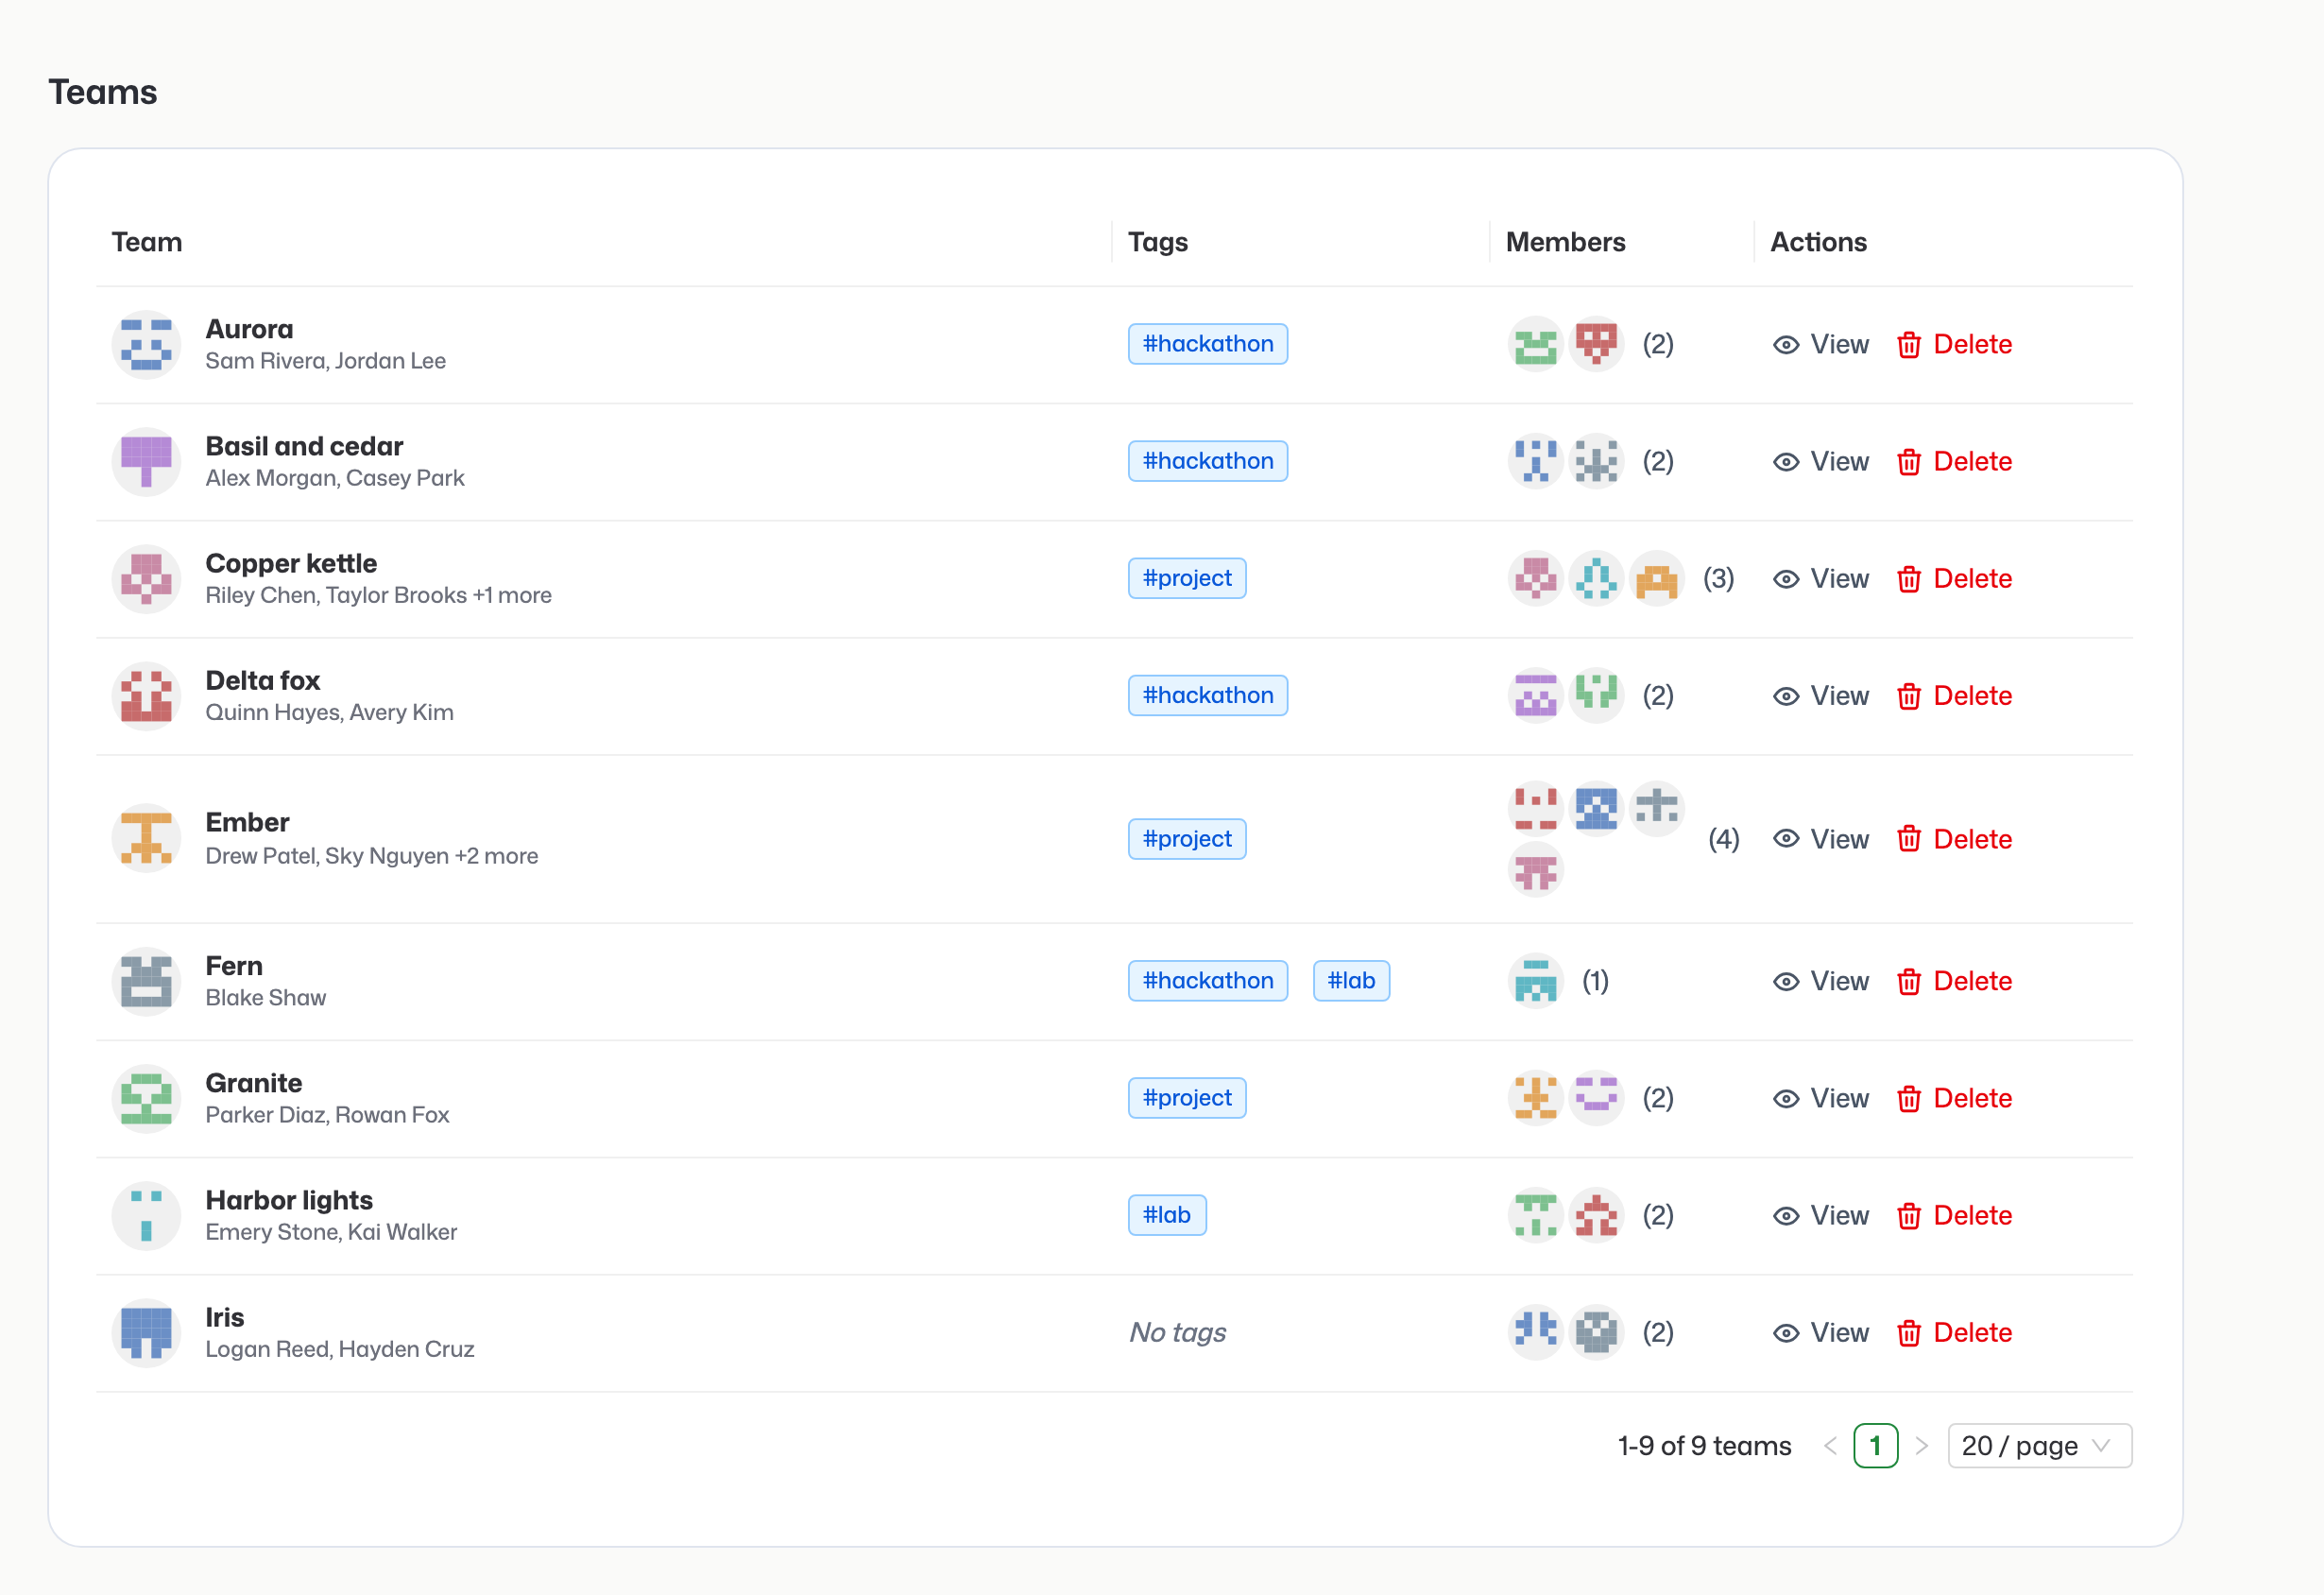 Teams
Team Tags Members Actions
Aurora
Sam Rivera, Jordan Lee
#hackathon (2) View Delete
Basil and cedar
Alex Morgan, Casey Park
#hackathon (2) View Delete
Copper kettle
Riley Chen, Taylor Brooks +1 more
#project (3) View Delete
Delta fox
Quinn Hayes, Avery Kim
#hackathon (2) View Delete
Ember
Drew Patel, Sky Nguyen +2 more
#project (4) View Delete
Fern
Blake Shaw
#hackathon #lab (1) View Delete
Granite
Parker Diaz, Rowan Fox
#project (2) View Delete
Harbor lights
Emery Stone, Kai Walker
#lab (2) View Delete
Iris
Logan Reed, Hayden Cruz
No tags (2) View Delete
1-9 of 9 teams < 1 > 20 / page